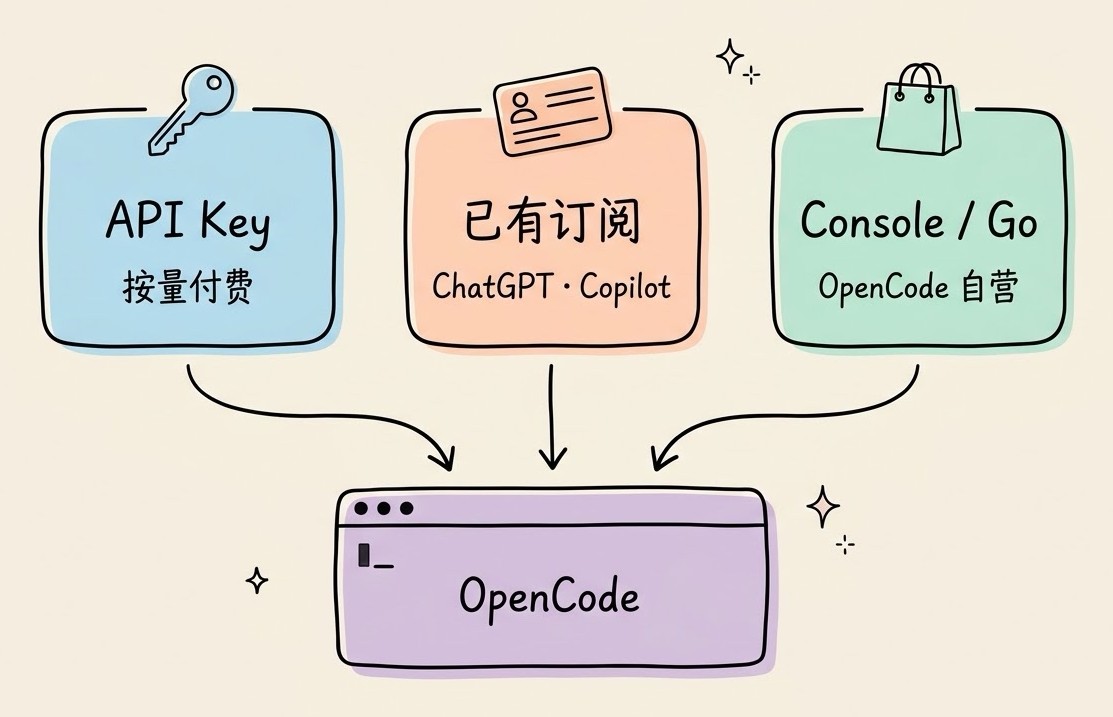 API Key
按量付费
已有订阅
ChatGPT · Copilot
Console / Go
OpenCode 自营
OpenCode